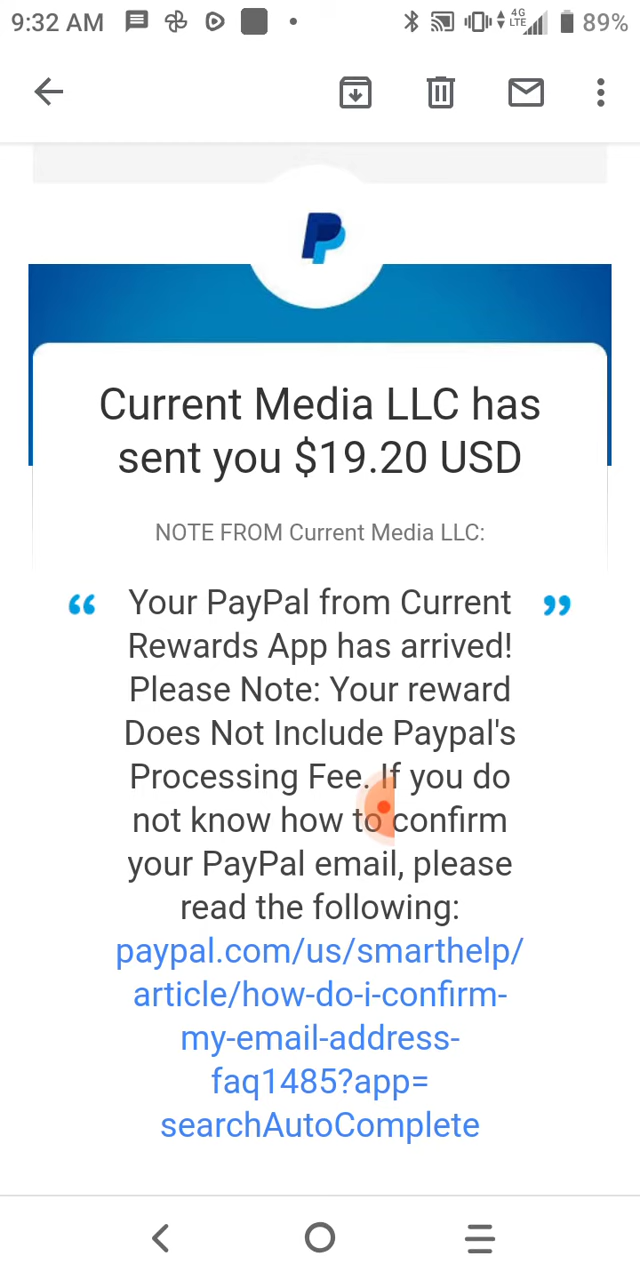 9:32 AM
4G
LTE
89%
Current Media LLC has
sent you $19.20 USD
NOTE FROM Current Media LLC:
“ Your PayPal from Current ”
Rewards App has arrived!
Please Note: Your reward
Does Not Include Paypal's
Processing Fee. If you do
not know how to confirm
your PayPal email, please
read the following:
paypal.com/us/smarthelp/
article/how-do-i-confirm-
my-email-address-
faq1485?app=
searchAutoComplete